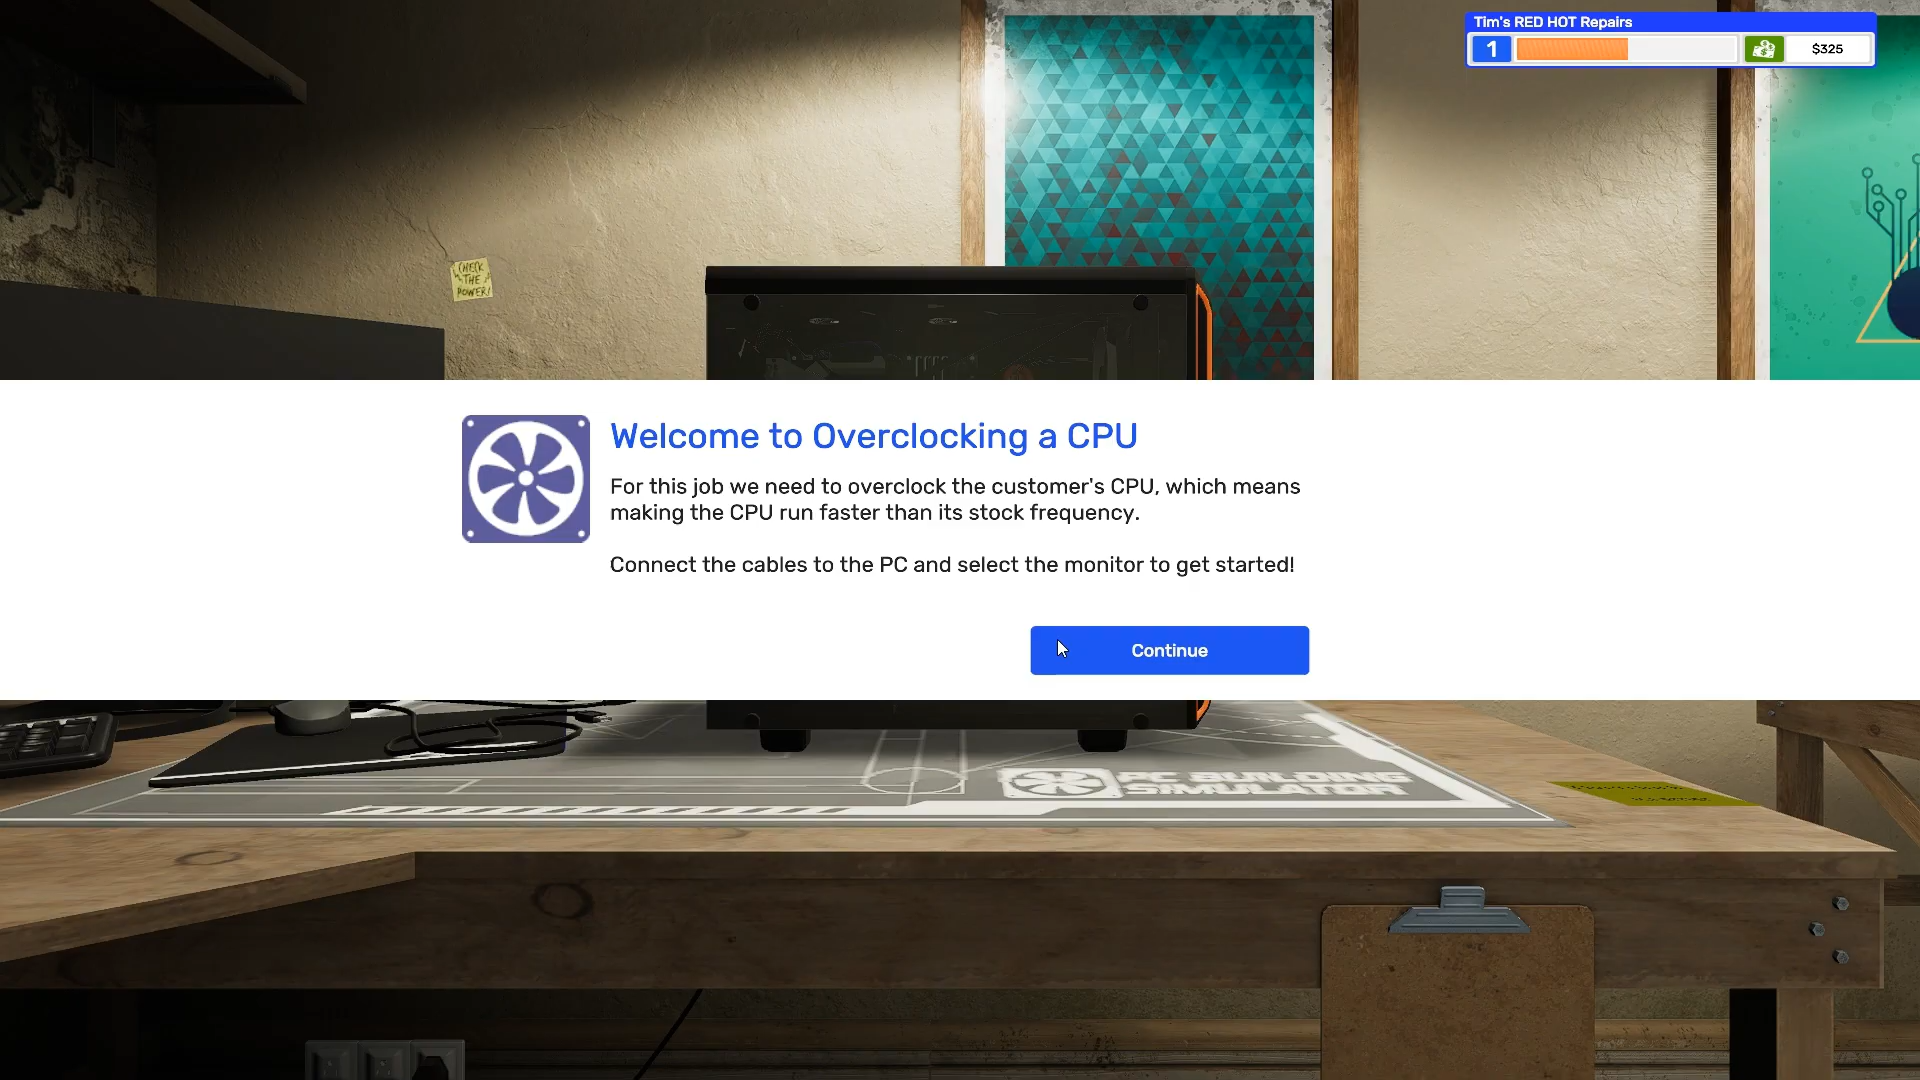 Tim's RED HOT Repairs
1
$325
CHECK
THE
POWER!
Welcome to Overclocking a CPU
For this job we need to overclock the customer's CPU, which means
making the CPU run faster than its stock frequency.
Connect the cables to the PC and select the monitor to get started!
Continue
PC BUILDING
SIMULATOR